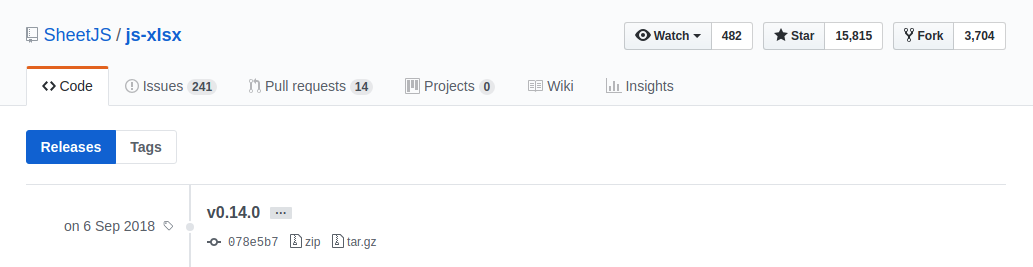 SheetJS / js-xlsx Watch 482 Star 15,815 Fork 3,704
Code Issues 241 Pull requests 14 Projects 0 Wiki Insights
Releases Tags
v0.14.0 ...
on 6 Sep 2018
078e5b7 zip tar.gz